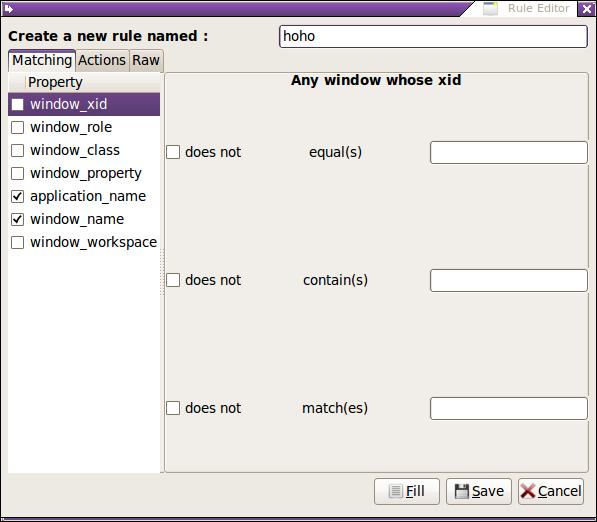 Rule Editor
Create a new rule named : hoho
Matching Actions Raw
Property
window_xid
window_role
window_class
window_property
application_name
window_name
window_workspace
Any window whose xid
does not equal(s)
does not contain(s)
does not match(es)
Fill Save Cancel